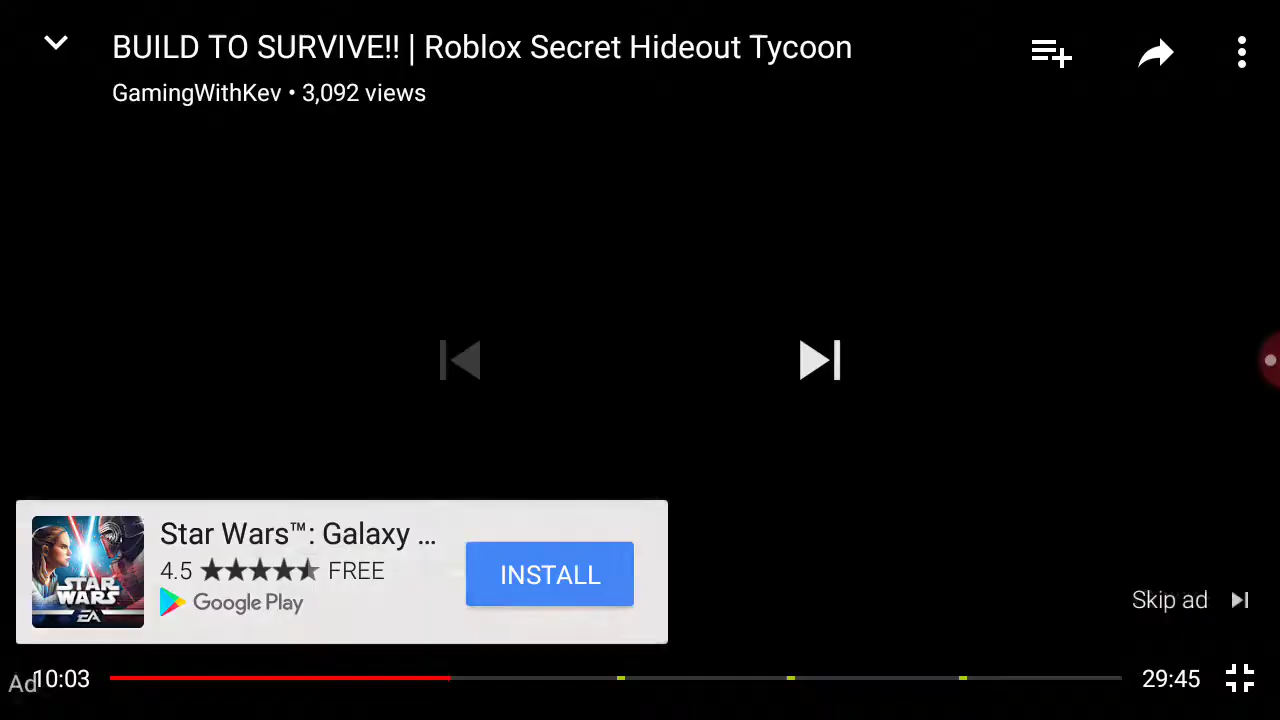 BUILD TO SURVIVE!! | Roblox Secret Hideout Tycoon
GamingWithKev • 3,092 views
Star Wars™: Galaxy ...
4.5 ★★★★ FREE
INSTALL
Google Play
STAR WARS
EA
Skip ad
Ad
10:03
29:45